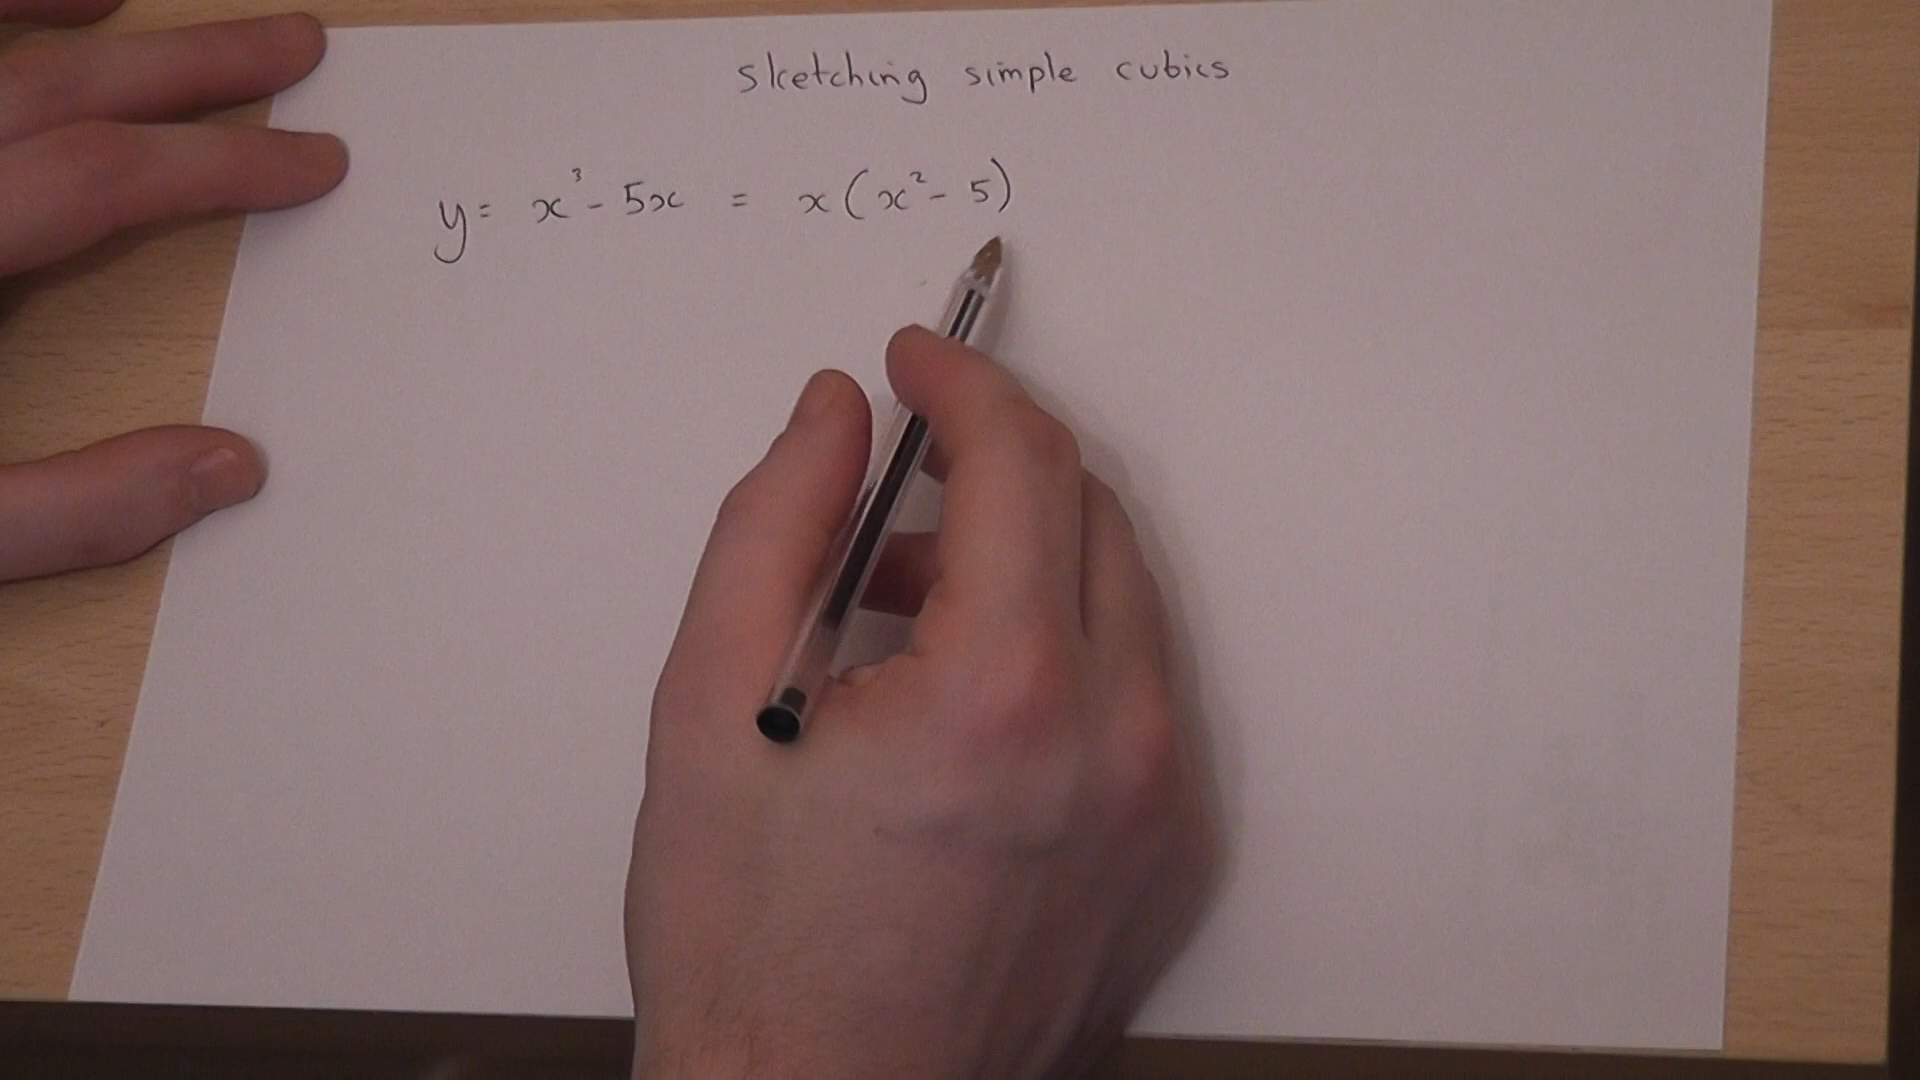 Sketching simple cubics
y = x³ - 5x = x(x² - 5)